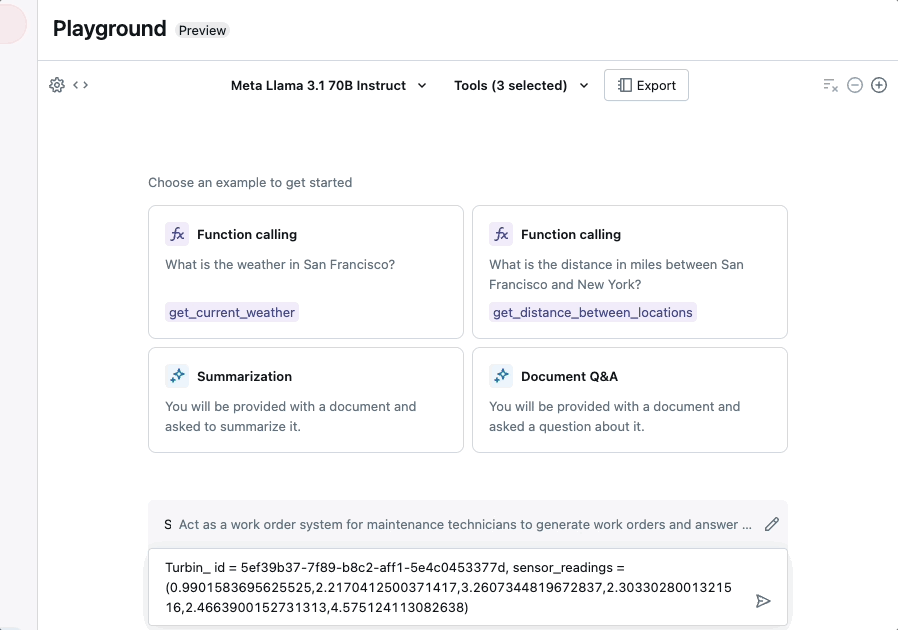 Playground Preview
Meta Llama 3.1 70B Instruct Tools (3 selected) Export
Choose an example to get started
Function calling
What is the weather in San Francisco?
get_current_weather
Function calling
What is the distance in miles between San
Francisco and New York?
get_distance_between_locations
Summarization
You will be provided with a document and
asked to summarize it.
Document Q&A
You will be provided with a document and
asked a question about it.
S Act as a work order system for maintenance technicians to generate work orders and answer ...
Turbin_ id = 5ef39b37-7f89-b8c2-aff1-5e4c0453377d, sensor_readings =
(0.9901583695625525,2.2170412500371417,3.2607344819672837,2.30330280013215
16,2.4663900152731313,4.575124113082638)